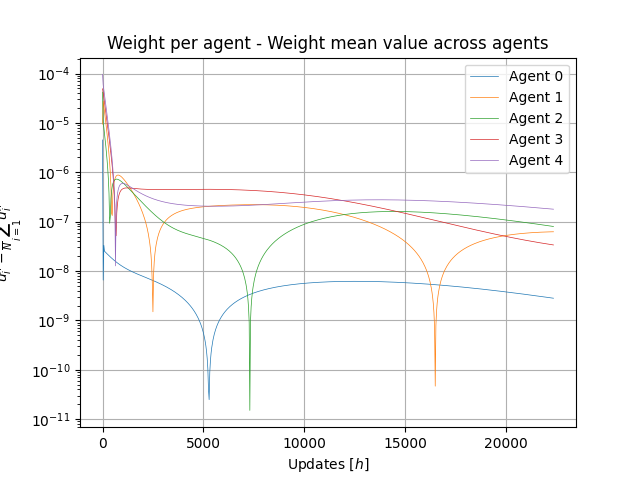 Weight per agent - Weight mean value across agents
Agent 0
Agent 1
Agent 2
Agent 3
Agent 4
10⁻⁴
10⁻⁵
10⁻⁶
10⁻⁷
10⁻⁸
10⁻⁹
10⁻¹⁰
10⁻¹¹
0 5000 10000 15000 20000
Updates [h]